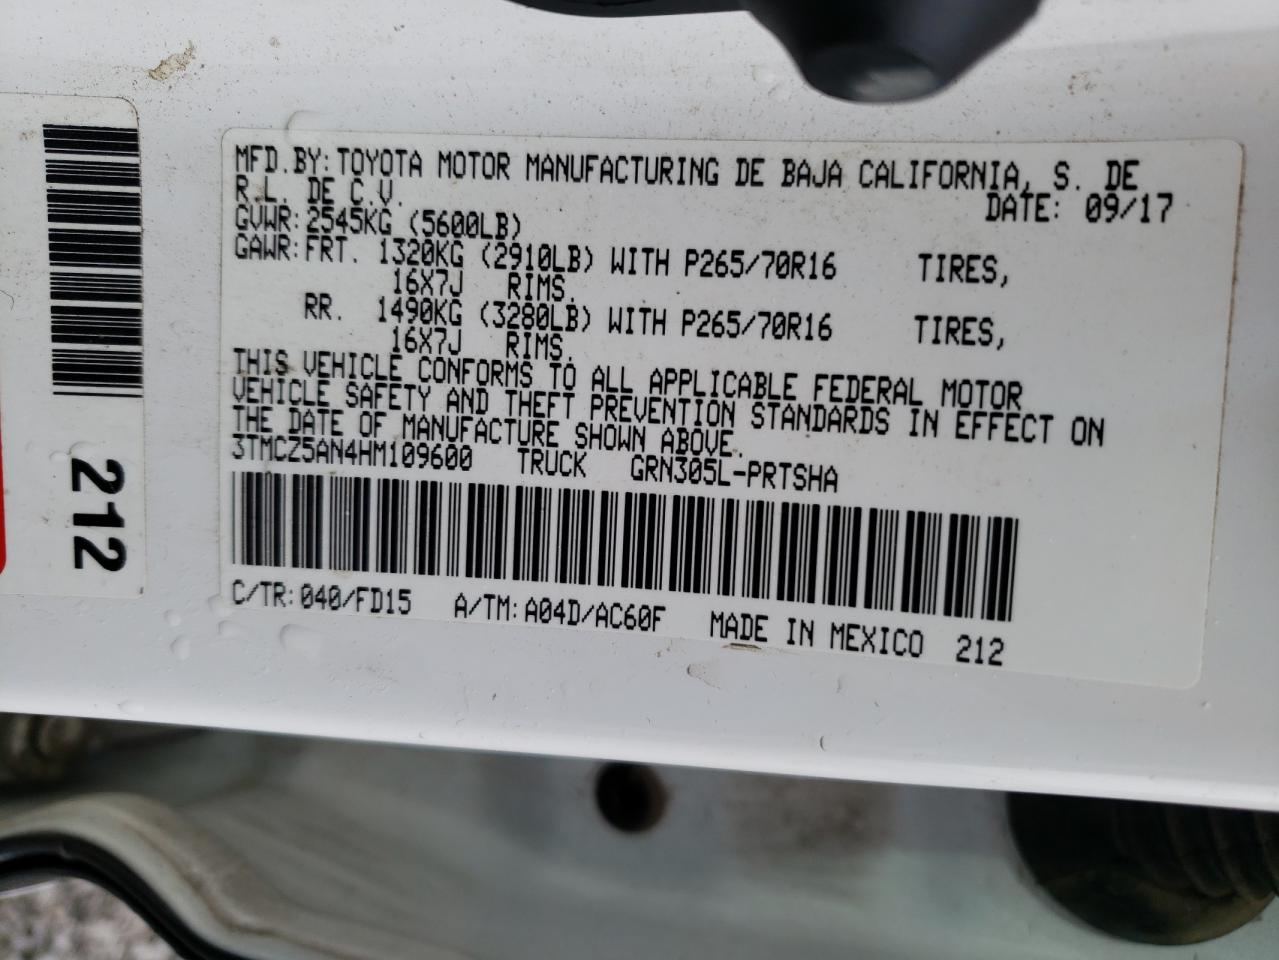 MFD.BY:TOYOTA MOTOR MANUFACTURING DE BAJA CALIFORNIA, S. DE
R.L. DE C.V. DATE: 09/17
GVWR:2545KG (5600LB)
GAWR:FRT. 1320KG (2910LB) WITH P265/70R16 TIRES,
16X7J RIMS.
RR. 1490KG (3280LB) WITH P265/70R16 TIRES,
16X7J RIMS.
THIS VEHICLE CONFORMS TO ALL APPLICABLE FEDERAL MOTOR
VEHICLE SAFETY AND THEFT PREVENTION STANDARDS IN EFFECT ON
THE DATE OF MANUFACTURE SHOWN ABOVE.
3TMCZ5AN4HM109600 TRUCK GRN305L-PRTSHA
C/TR:040/FD15 A/TM:A04D/AC60F MADE IN MEXICO 212
212